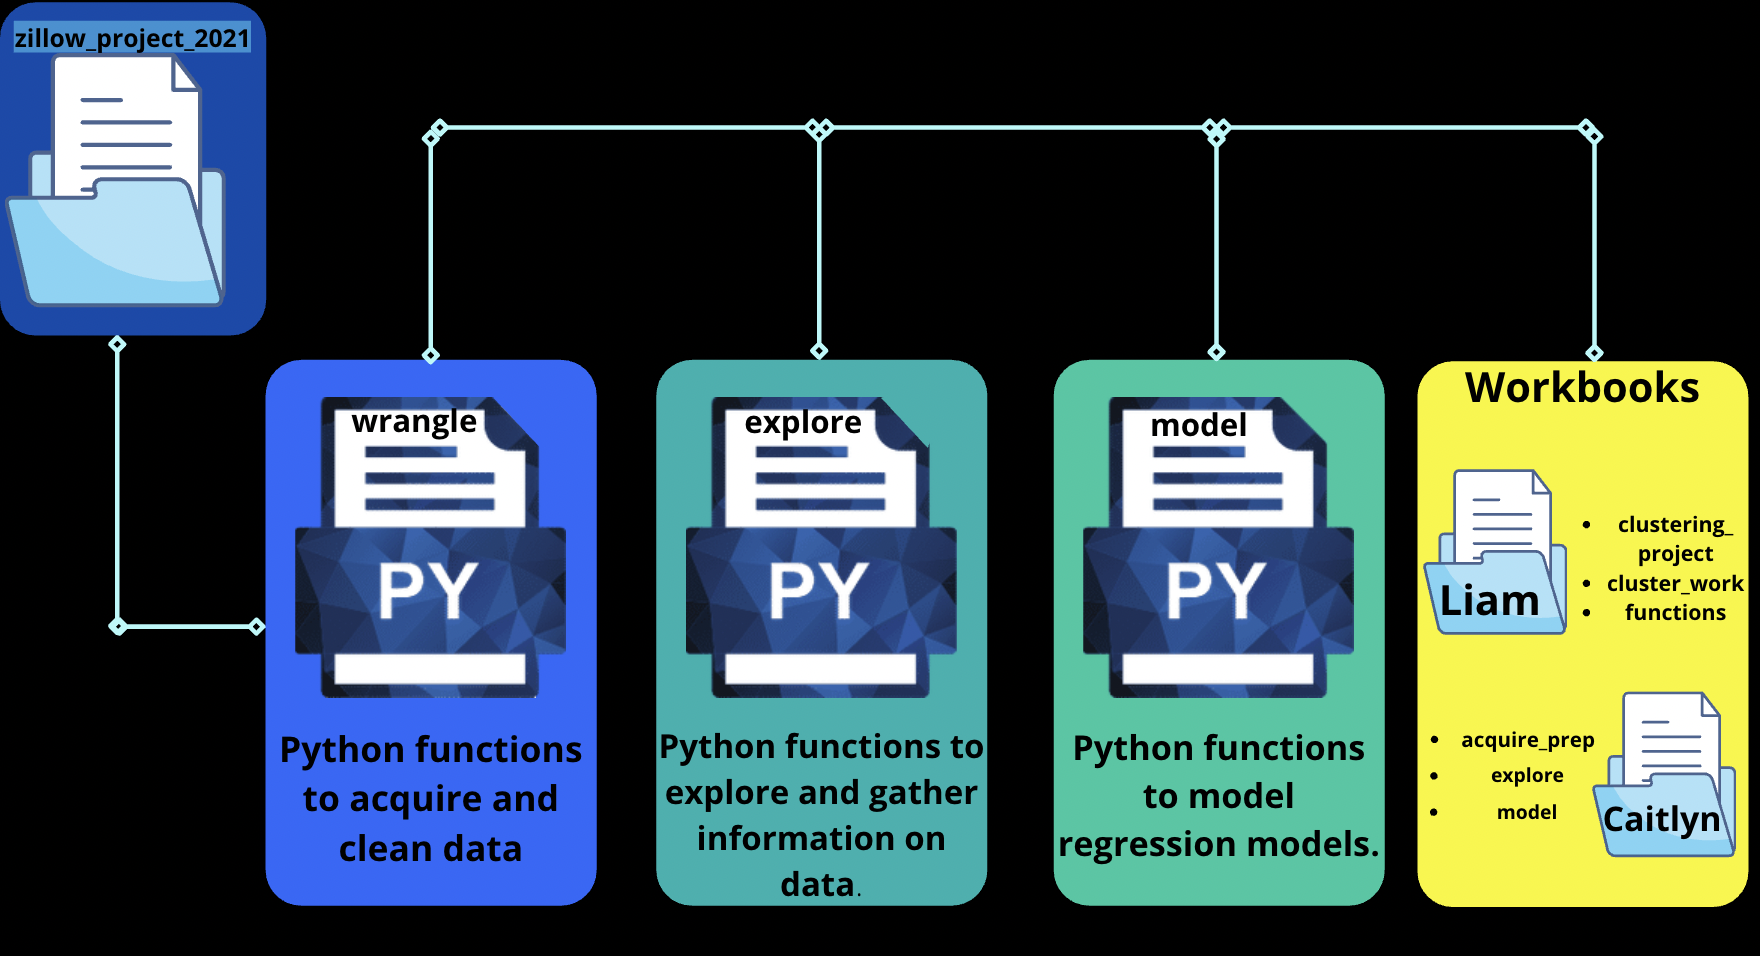 zillow_project_2021
wrangle
PY
Python functions
to acquire and
clean data
explore
PY
Python functions to
explore and gather
information on
data.
model
PY
Python functions
to model
regression models.
Workbooks
Liam
• clustering_
project
• cluster_work
• functions
• acquire_prep
• explore
• model
Caitlyn